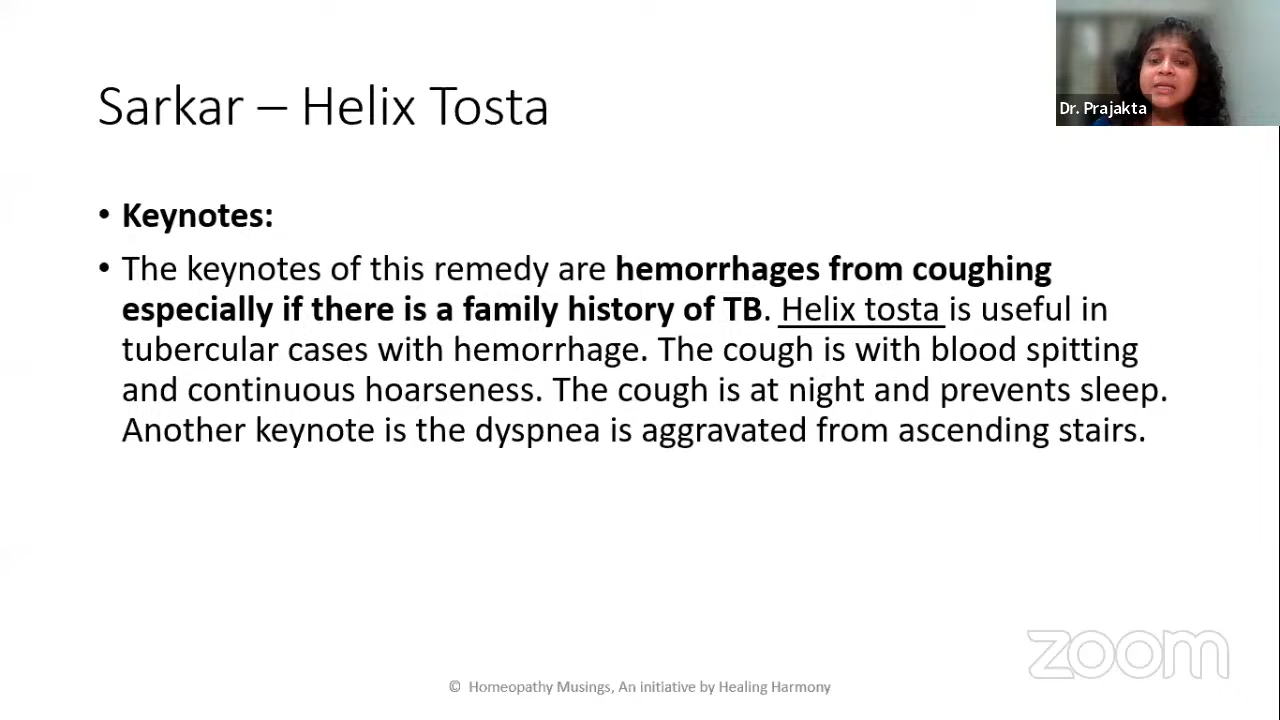 Dr. Prajakta
Sarkar – Helix Tosta
• Keynotes:
• The keynotes of this remedy are hemorrhages from coughing
especially if there is a family history of TB. Helix tosta is useful in
tubercular cases with hemorrhage. The cough is with blood spitting
and continuous hoarseness. The cough is at night and prevents sleep.
Another keynote is the dyspnea is aggravated from ascending stairs.
zoom
© Homeopathy Musings, An initiative by Healing Harmony